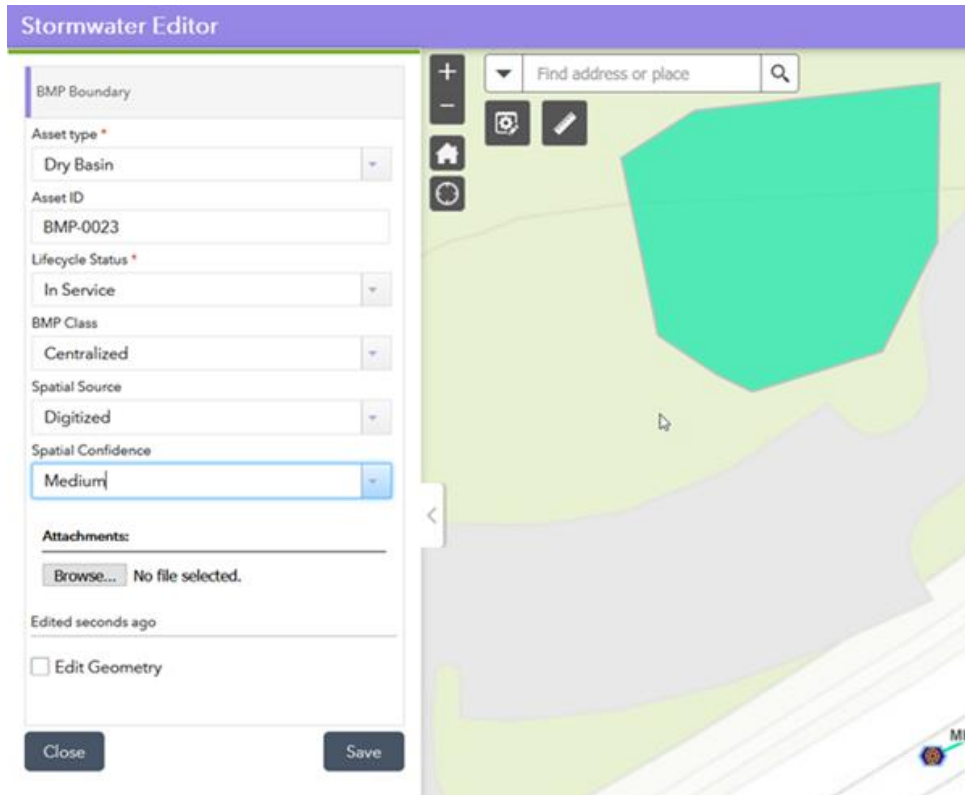 Stormwater Editor
BMP Boundary
Asset type *
Dry Basin
Asset ID
BMP-0023
Lifecycle Status *
In Service
BMP Class
Centralized
Spatial Source
Digitized
Spatial Confidence
Medium
Attachments:
Browse... No file selected.
Edited seconds ago
Edit Geometry
Close Save
Find address or place